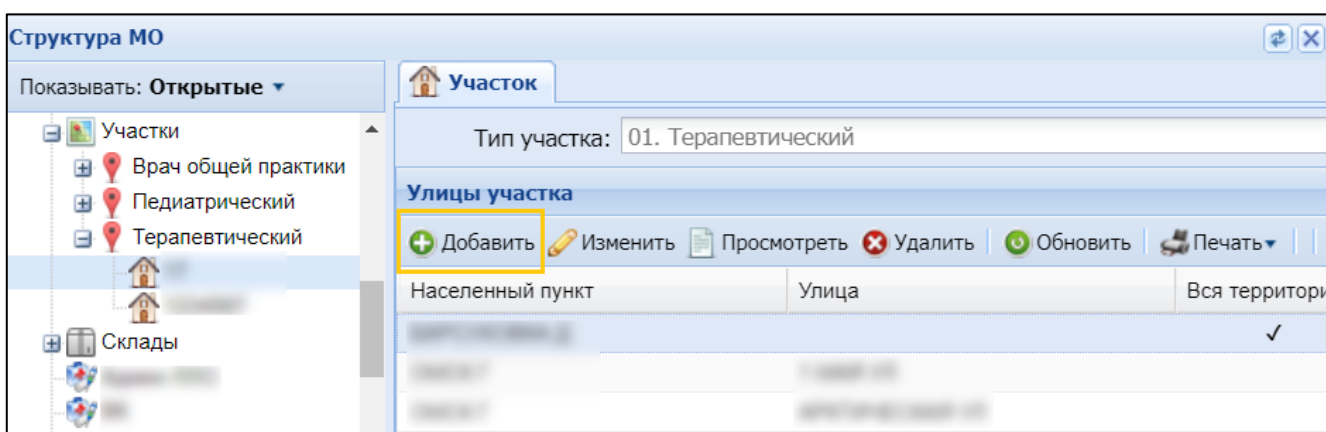 Структура МО
Показывать: Открытые
Участки
Врач общей практики
Педиатрический
Терапевтический
Склады
Участок
Тип участка: 01. Терапевтический
Улицы участка
Добавить Изменить Просмотреть Удалить Обновить Печать
Населенный пункт Улица Вся территори